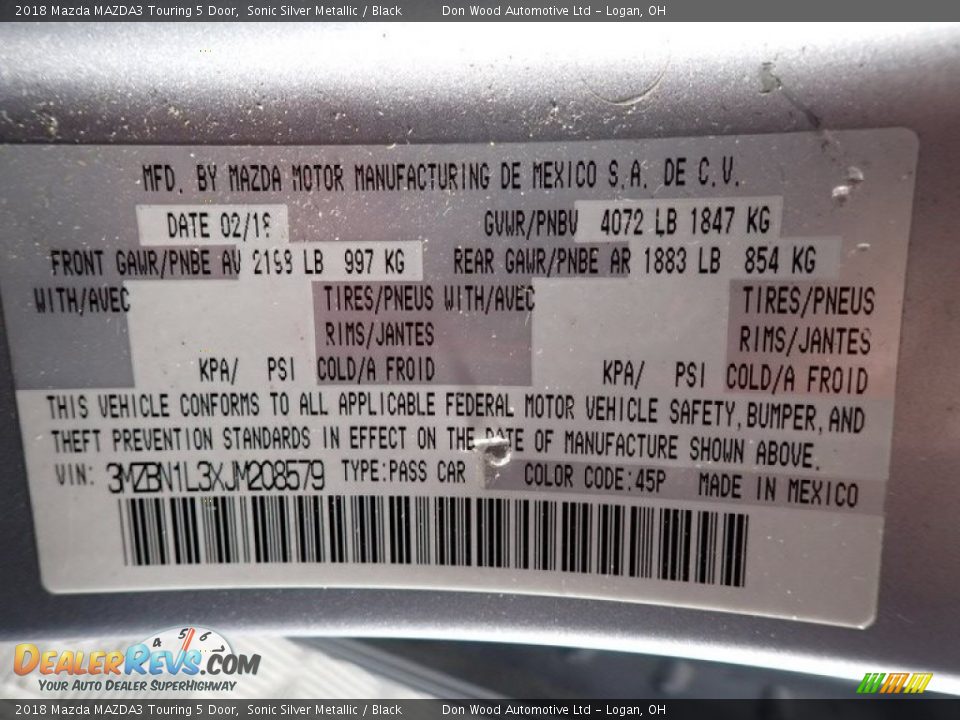 2018 Mazda MAZDA3 Touring 5 Door, Sonic Silver Metallic / Black Don Wood Automotive Ltd - Logan, OH
MFD. BY MAZDA MOTOR MANUFACTURING DE MEXICO S.A. DE C.V.
DATE 02/18 GVWR/PNBV 4072 LB 1847 KG
FRONT GAWR/PNBE AV LB 997 KG REAR GAWR/PNBE AR 1883 LB 854 KG
WITH/AVEC TIRES/PNEUS WITH/AVEC TIRES/PNEUS
RIMS/JANTES RIMS/JANTES
KPA/ PSI COLD/A FROID KPA/ PSI COLD/A FROID
THIS VEHICLE CONFORMS TO ALL APPLICABLE FEDERAL MOTOR VEHICLE SAFETY, BUMPER, AND
THEFT PREVENTION STANDARDS IN EFFECT ON THE DATE OF MANUFACTURE SHOWN ABOVE.
VIN: 3MZBN1L3XJM208579 TYPE:PASS CAR COLOR CODE:45P MADE IN MEXICO
4 5 6
DEALERREVS.COM
YOUR AUTO DEALER SUPERHIGHWAY
2018 Mazda MAZDA3 Touring 5 Door, Sonic Silver Metallic / Black Don Wood Automotive Ltd - Logan, OH